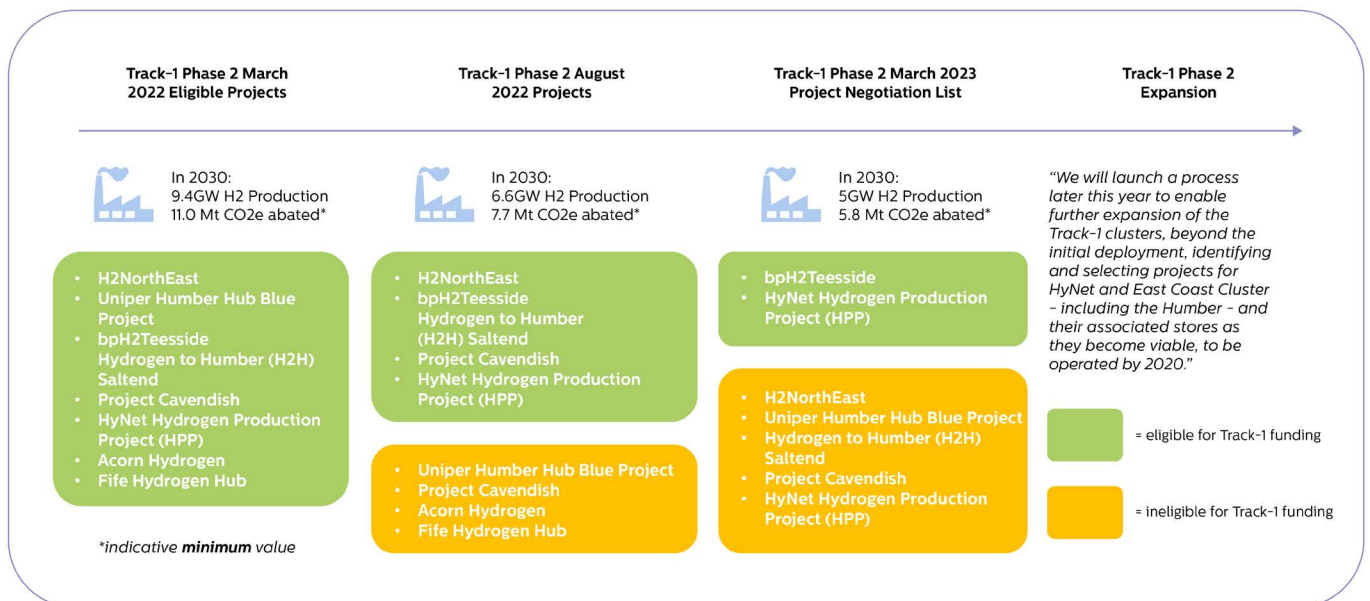 Track-1 Phase 2 March
2022 Eligible Projects
Track-1 Phase 2 August
2022 Projects
Track-1 Phase 2 March 2023
Project Negotiation List
Track-1 Phase 2
Expansion
In 2030:
9.4GW H2 Production
11.0 Mt CO2e abated*
In 2030:
6.6GW H2 Production
7.7 Mt CO2e abated*
In 2030:
5GW H2 Production
5.8 Mt CO2e abated*
• H2NorthEast
• Uniper Humber Hub Blue
Project
• bpH2Teesside
Hydrogen to Humber (H2H)
Saltend
• Project Cavendish
• HyNet Hydrogen Production
Project (HPP)
• Acorn Hydrogen
• Fife Hydrogen Hub
*indicative minimum value
• H2NorthEast
• bpH2Teesside
Hydrogen to Humber
(H2H) Saltend
• Project Cavendish
• HyNet Hydrogen Production
Project (HPP)
• Uniper Humber Hub Blue Project
• Project Cavendish
• Acorn Hydrogen
• Fife Hydrogen Hub
• bpH2Teesside
• HyNet Hydrogen Production
Project (HPP)
• H2NorthEast
• Uniper Humber Hub Blue Project
• Hydrogen to Humber (H2H)
Saltend
• Project Cavendish
• HyNet Hydrogen Production
Project (HPP)
“We will launch a process
later this year to enable
further expansion of the
Track-1 clusters, beyond the
initial deployment, identifying
and selecting projects for
HyNet and East Coast Cluster
- including the Humber - and
their associated stores as
they become viable, to be
operated by 2020.”
= eligible for Track-1 funding
= ineligible for Track-1 funding